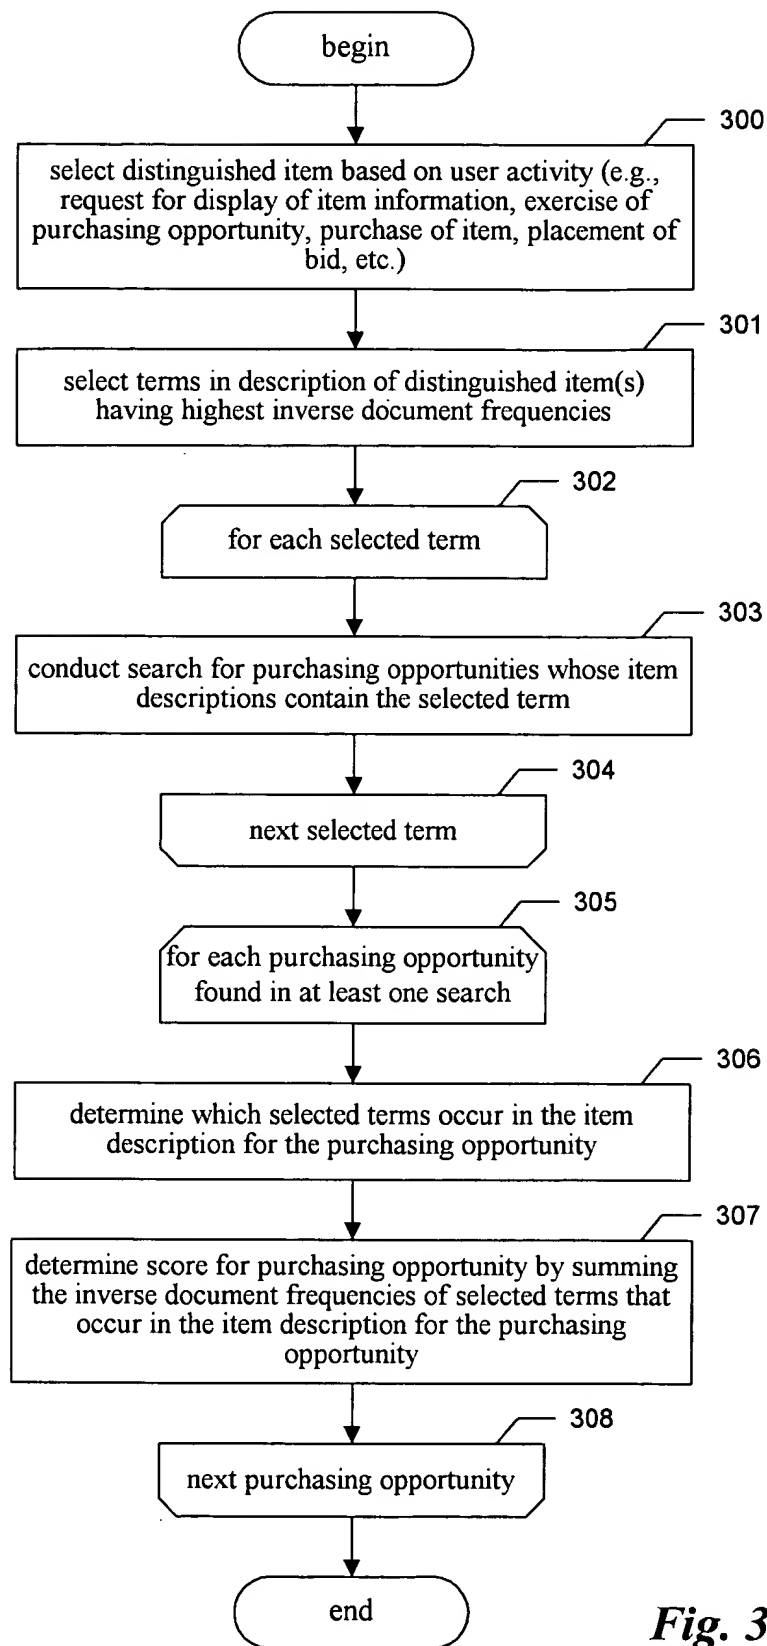 begin
300
select distinguished item based on user activity (e.g.,
request for display of item information, exercise of
purchasing opportunity, purchase of item, placement of
bid, etc.)
301
select terms in description of distinguished item(s)
having highest inverse document frequencies
302
for each selected term
303
conduct search for purchasing opportunities whose item
descriptions contain the selected term
304
next selected term
305
for each purchasing opportunity
found in at least one search
306
determine which selected terms occur in the item
description for the purchasing opportunity
307
determine score for purchasing opportunity by summing
the inverse document frequencies of selected terms that
occur in the item description for the purchasing
opportunity
308
next purchasing opportunity
end
Fig. 3